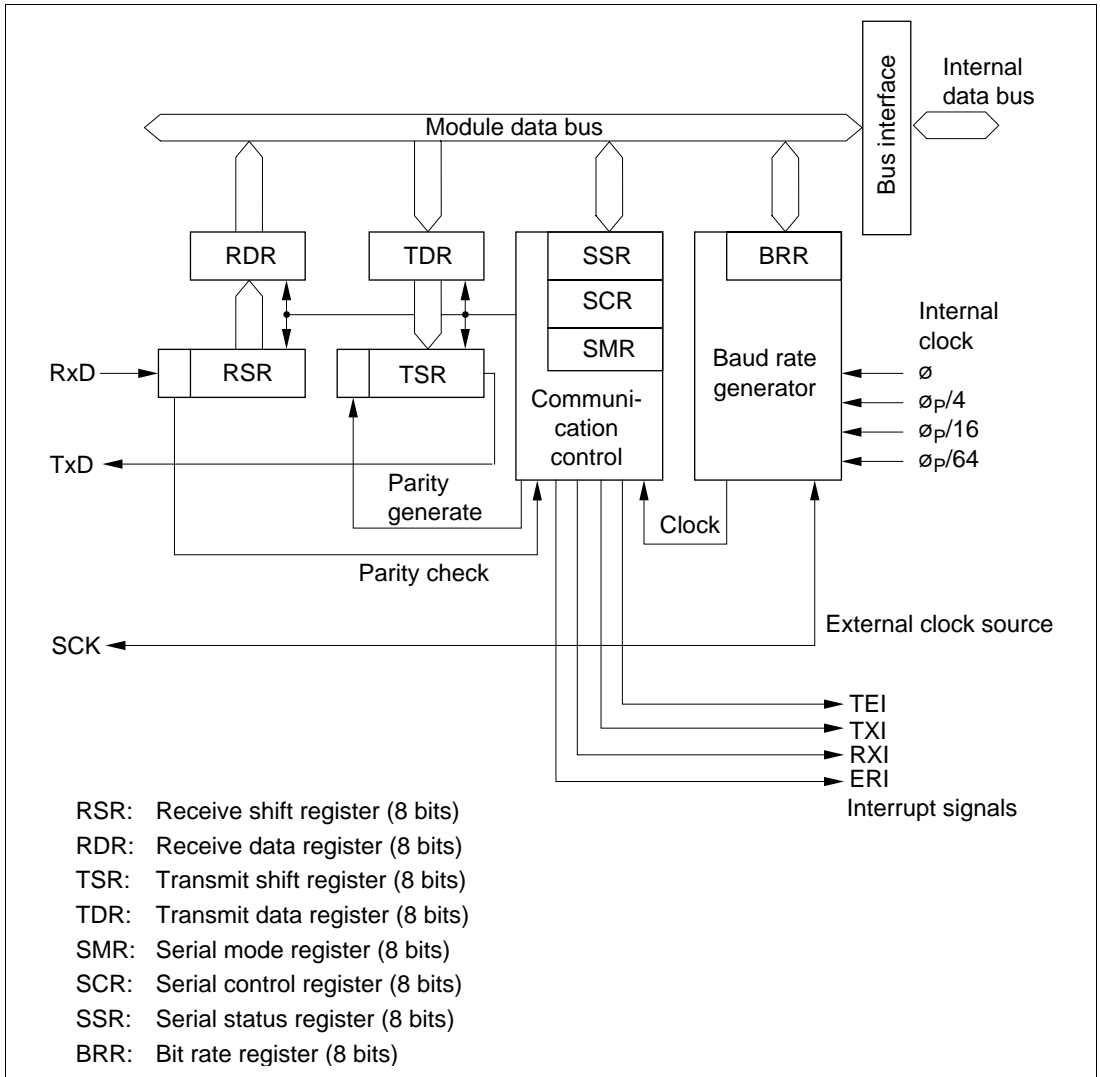 Internal
data bus
Bus interface
Module data bus
RDR
TDR
SSR
BRR
SCR
SMR
RxD
RSR
TSR
Baud rate
generator
Internal
clock
ø
øP/4
øP/16
øP/64
Communi-
cation
control
TxD
Parity
generate
Clock
Parity check
External clock source
SCK
TEI
TXI
RXI
ERI
Interrupt signals
RSR: Receive shift register (8 bits)
RDR: Receive data register (8 bits)
TSR: Transmit shift register (8 bits)
TDR: Transmit data register (8 bits)
SMR: Serial mode register (8 bits)
SCR: Serial control register (8 bits)
SSR: Serial status register (8 bits)
BRR: Bit rate register (8 bits)